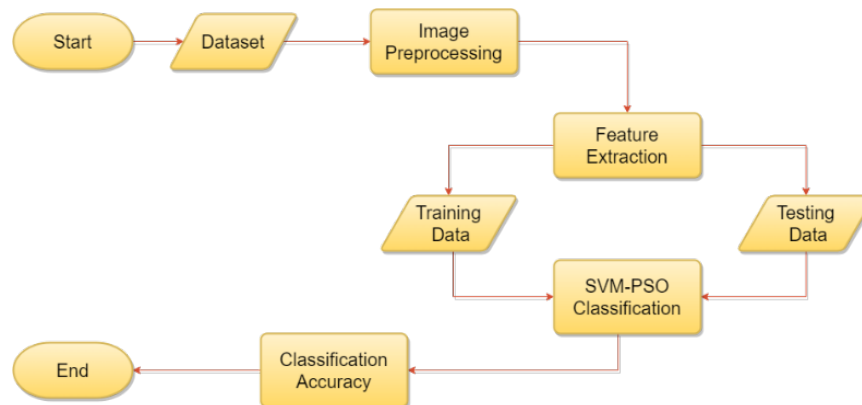 Start
Dataset
Image
Preprocessing
Feature
Extraction
Training
Data
Testing
Data
SVM-PSO
Classification
Classification
Accuracy
End